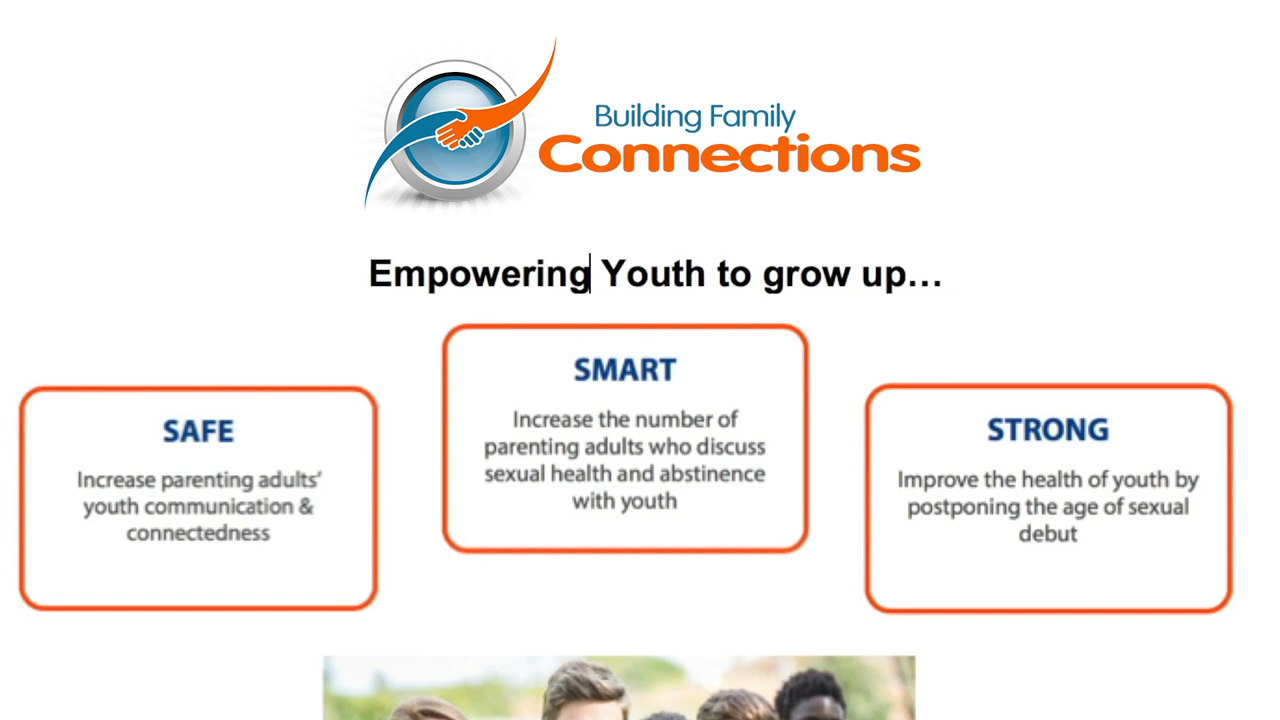 Building Family
Connections
Empowering Youth to grow up…
SAFE
Increase parenting adults’
youth communication &
connectedness
SMART
Increase the number of
parenting adults who discuss
sexual health and abstinence
with youth
STRONG
Improve the health of youth by
postponing the age of sexual
debut